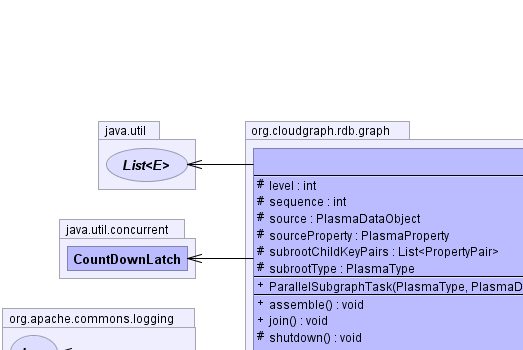 java.util
List<E>
java.util.concurrent
CountDownLatch
org.apache.commons.logging
org.cloudgraph.rdb.graph
# level : int
# sequence : int
# source : PlasmaDataObject
# sourceProperty : PlasmaProperty
# subrootChildKeyPairs : List<PropertyPair>
# subrootType : PlasmaType
+ ParallelSubgraphTask(PlasmaType, PlasmaD
+ assemble() : void
+ join() : void
# shutdown() : void